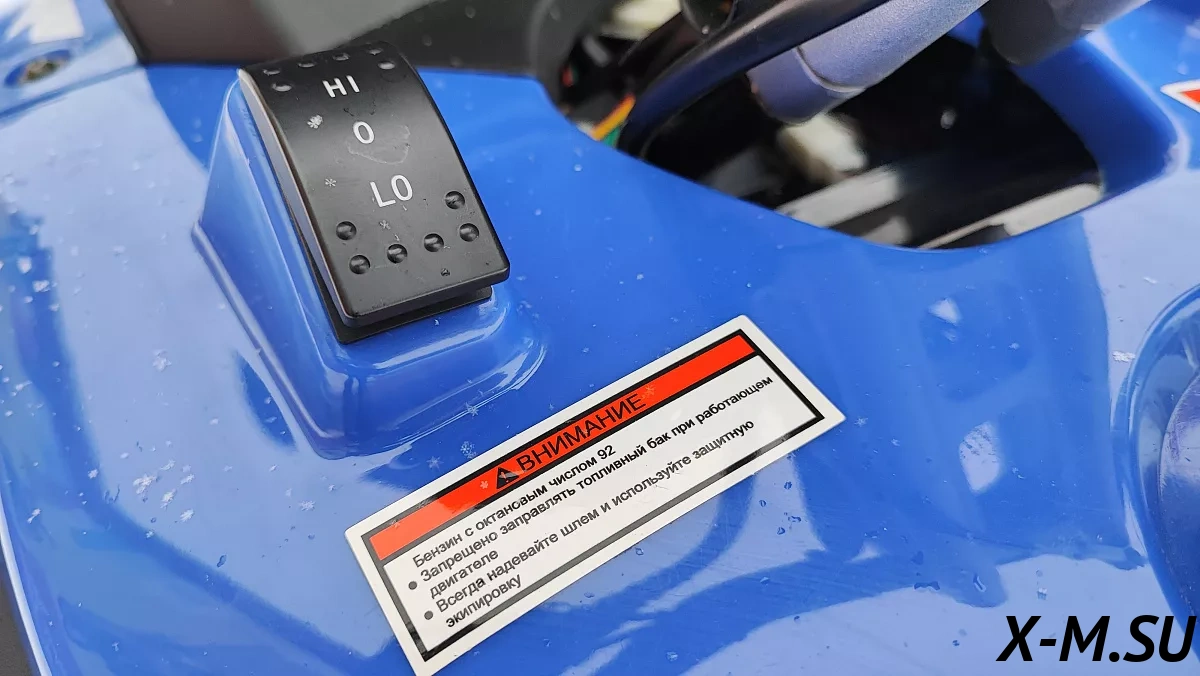 HI
O
LO
ВНИМАНИЕ
Бензин с октановым числом 92
• Запрещено заправлять топливный бак при работающем
двигателе
• Всегда надевайте шлем и используйте защитную
экипировку
X-M.SU